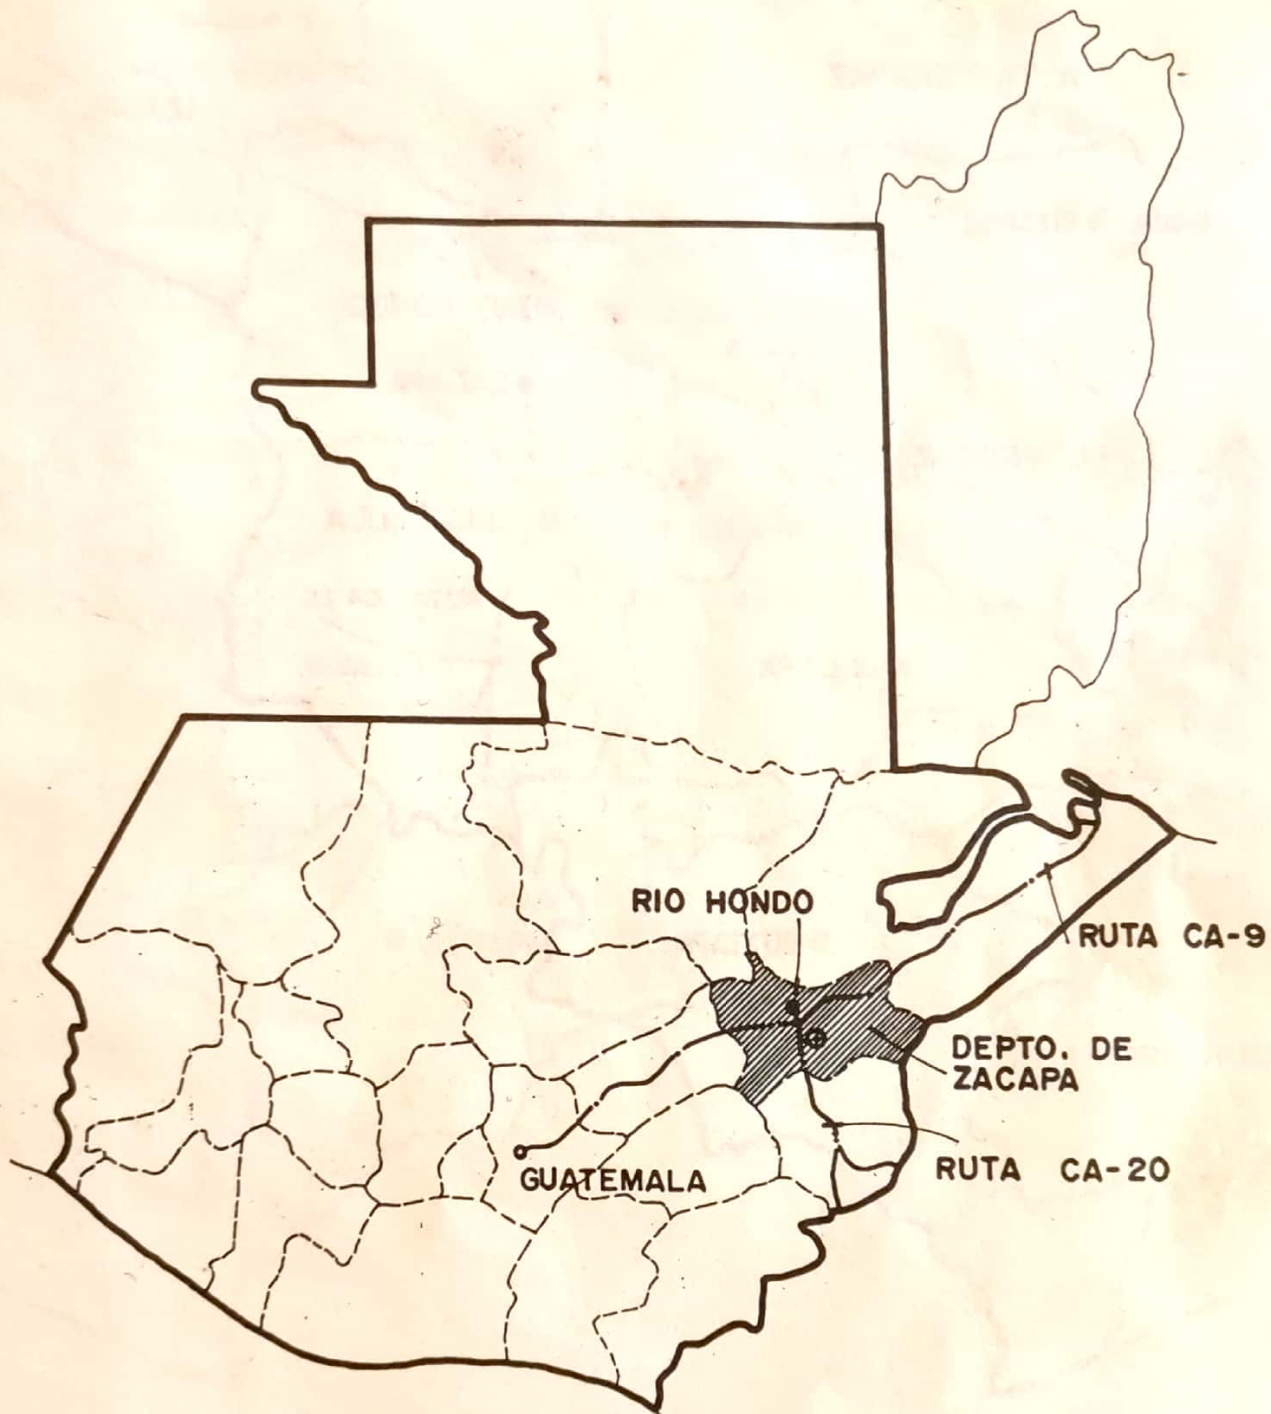 RIO HONDO
RUTA CA-9
DEPTO. DE
ZACAPA
RUTA CA-20
GUATEMALA